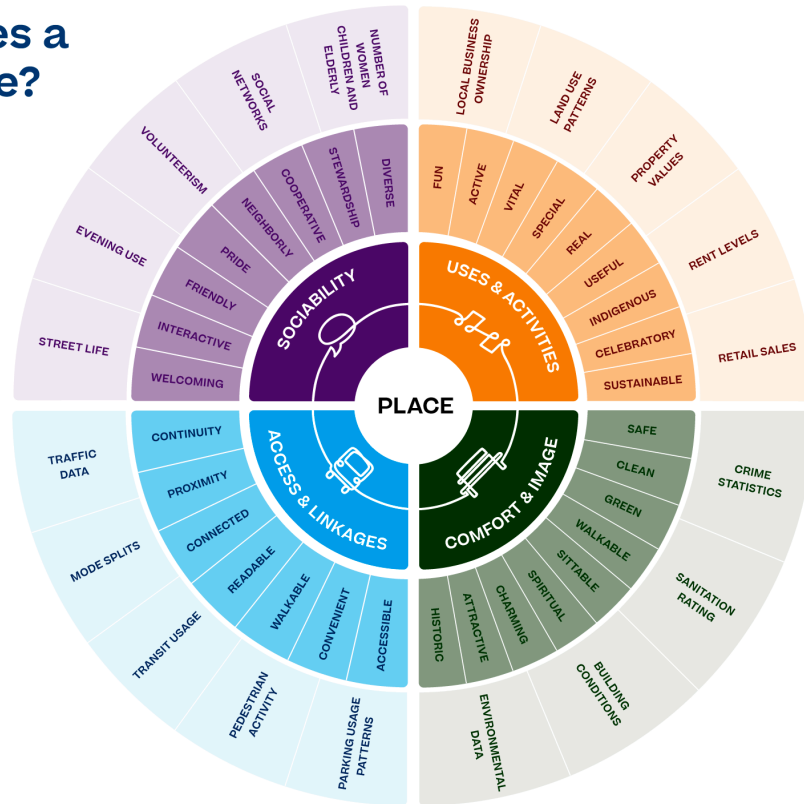 es a
e?
NUMBER OF
WOMEN
CHILDREN AND
ELDERLY
SOCIAL
NETWORKS
VOLUNTEERISM
EVENING USE
STREET LIFE
DIVERSE
STEWARDSHIP
COOPERATIVE
NEIGHBORLY
PRIDE
FRIENDLY
INTERACTIVE
WELCOMING
SOCIABILITY
LOCAL BUSINESS
OWNERSHIP
LAND USE
PATTERNS
PROPERTY
VALUES
RENT LEVELS
RETAIL SALES
FUN
ACTIVE
VITAL
SPECIAL
REAL
USEFUL
INDIGENOUS
CELEBRATORY
SUSTAINABLE
USES & ACTIVITIES
PLACE
ACCESS & LINKAGES
CONTINUITY
PROXIMITY
CONNECTED
READABLE
WALKABLE
CONVENIENT
ACCESSIBLE
TRAFFIC
DATA
MODE SPLITS
TRANSIT USAGE
PEDESTRIAN
ACTIVITY
PARKING USAGE
PATTERNS
COMFORT & IMAGE
SAFE
CLEAN
GREEN
WALKABLE
SITTABLE
SPIRITUAL
CHARMING
ATTRACTIVE
HISTORIC
CRIME
STATISTICS
SANITATION
RATING
BUILDING
CONDITIONS
ENVIRONMENTAL
DATA